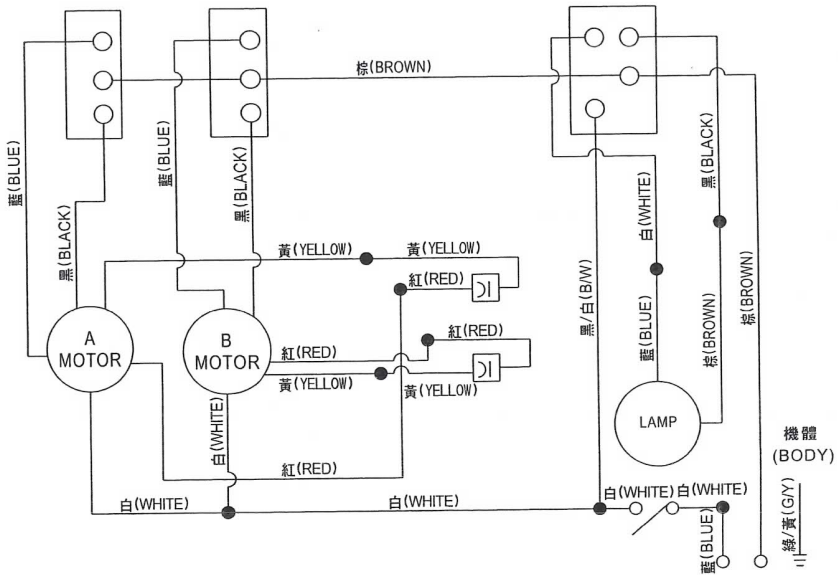 棕(BROWN)
藍(BLUE)
藍(BLUE)
黑(BLACK)
黑(BLACK)
黑(BLACK)
白(WHITE)
黃(YELLOW)
黃(YELLOW)
紅(RED)
黑/白(B/W)
棕(BROWN)
A
MOTOR
B
MOTOR
紅(RED)
紅(RED)
黃(YELLOW)
黃(YELLOW)
藍(BLUE)
棕(BROWN)
LAMP
白(WHITE)
紅(RED)
機體
(BODY)
白(WHITE)
白(WHITE)
白(WHITE)
白(WHITE)
藍(BLUE)
綠/黃(G/Y)